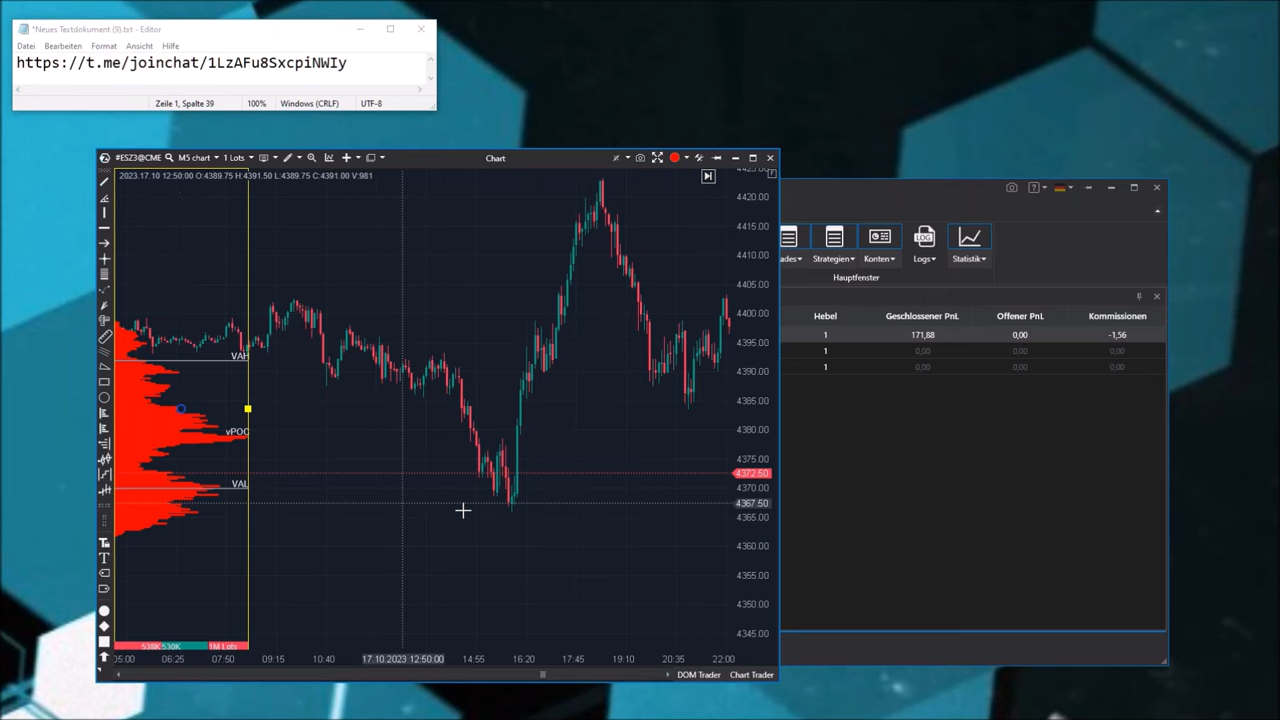 *Neues Textdokument (9).txt - Editor
Datei Bearbeiten Format Ansicht Hilfe
https://t.me/joinchat/1LzAFu8SxcpiNWIy
Zeile 1, Spalte 39 100% Windows (CRLF) UTF-8
#ESZ3@CME M5 chart 1 Lots Chart
2023.17.10 12:50:00 O:4389.75 H:4391.50 L:4389.75 C:4391.00 V:981
4425.00
4420.00
4415.00
4410.00
4405.00
4400.00
4395.00
4390.00
4385.00
4380.00
4375.00
4372.50
4370.00
4367.50
4365.00
4360.00
4355.00
4350.00
4345.00
VAH
vPOC
VAL
538K 530K 1M Lots
05:00 06:25 07:50 09:15 10:40 17.10.2023 12:50:00 14:55 16:20 17:45 19:10 20:35 22:00
DOM Trader Chart Trader
ades Strategien Konten Logs Statistik
LOG
Hauptfenster
Hebel Geschlossener PnL Offener PnL Kommissionen
1 171,88 0,00 -1,56
1 0,00 0,00 0,00
1 0,00 0,00 0,00